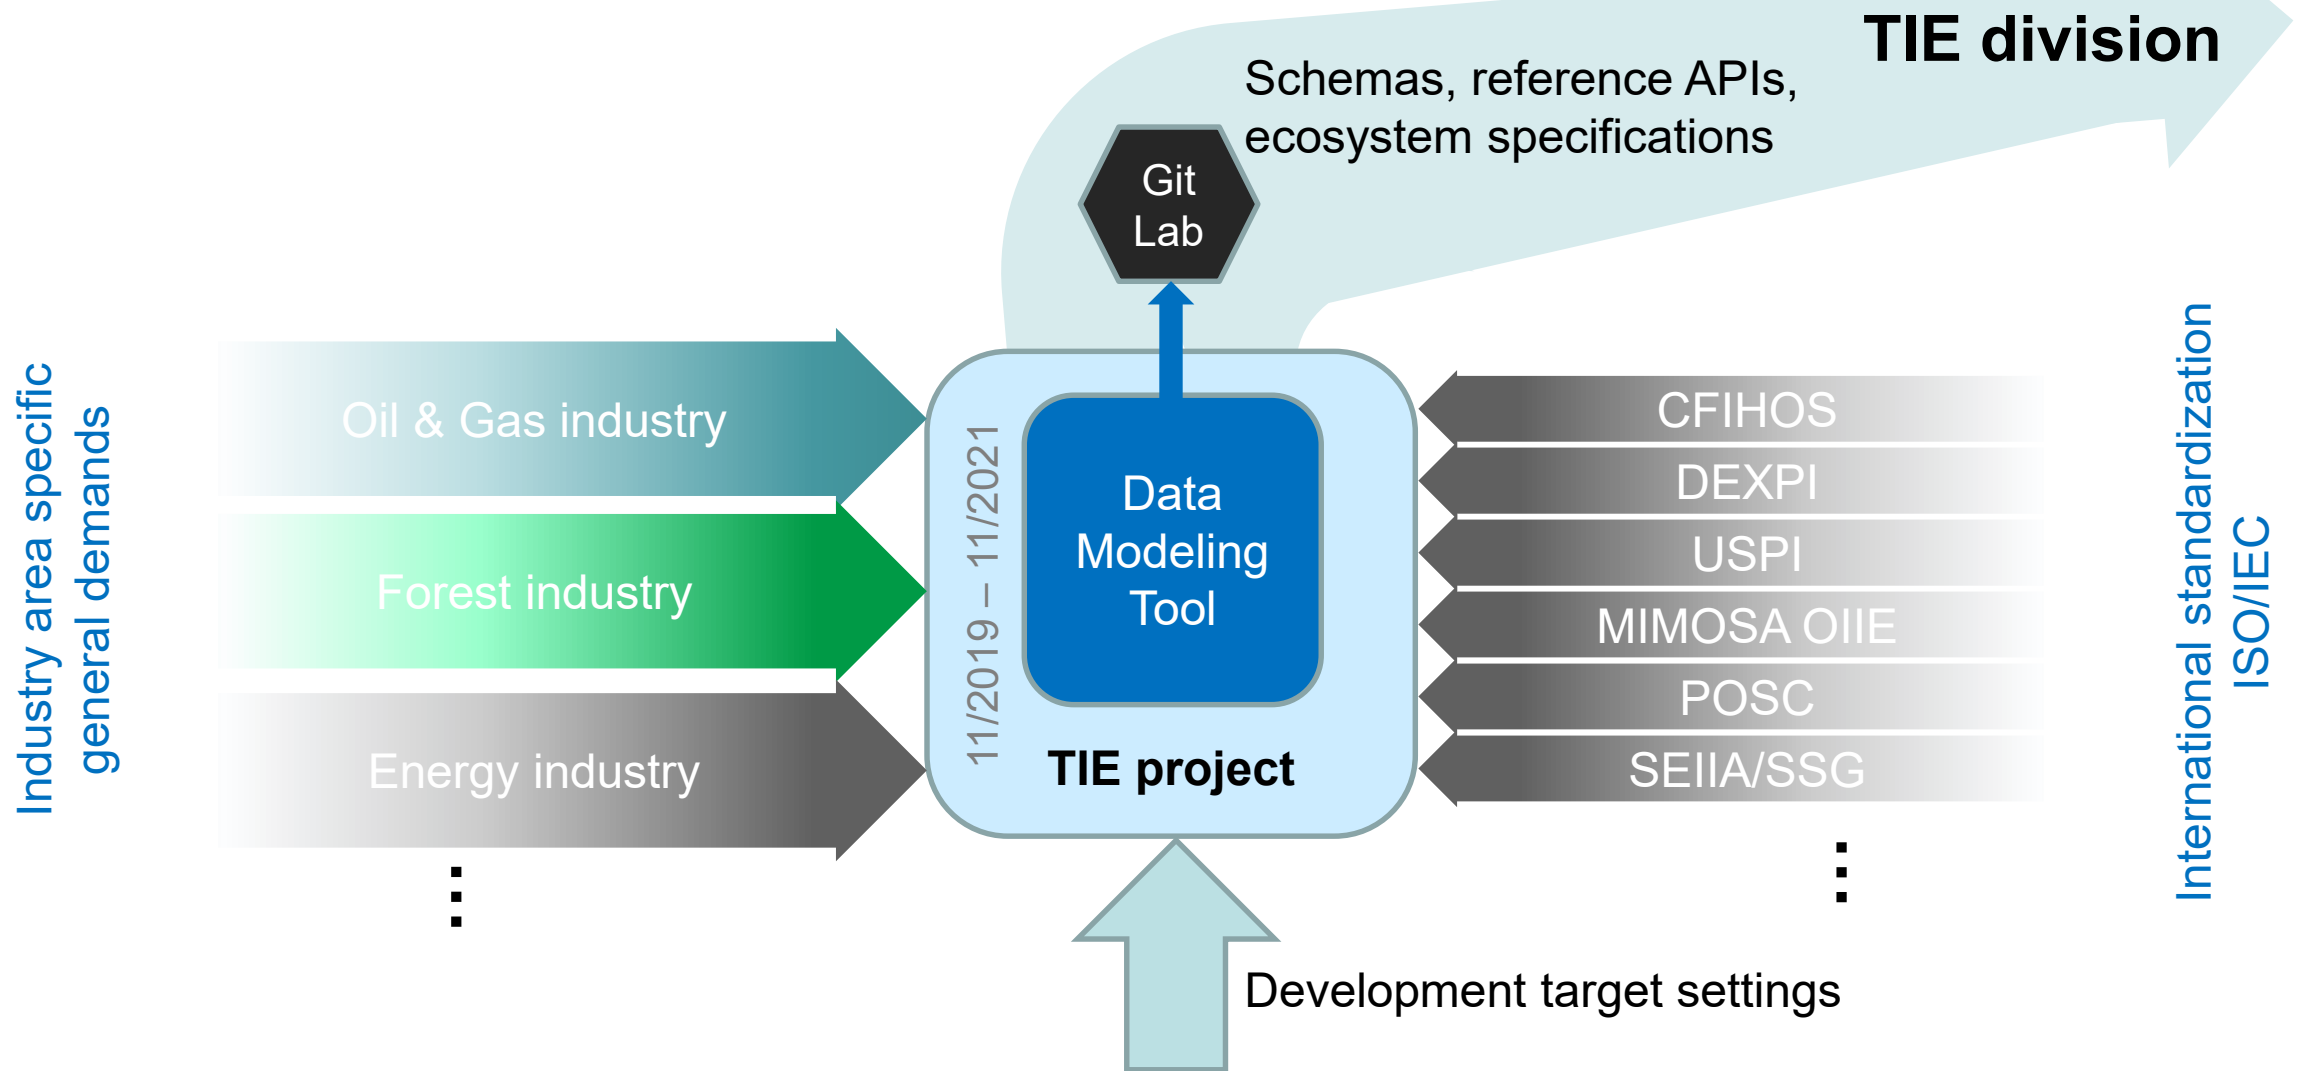 TIE division
Schemas, reference APIs,
ecosystem specifications
Git
Lab
Industry area specific
general demands
Oil & Gas industry
Forest industry
Energy industry
11/2019 – 11/2021
Data
Modeling
Tool
TIE project
CFIHOS
DEXPI
USPI
MIMOSA OIIE
POSC
SEIIA/SSG
International standardization
ISO/IEC
Development target settings